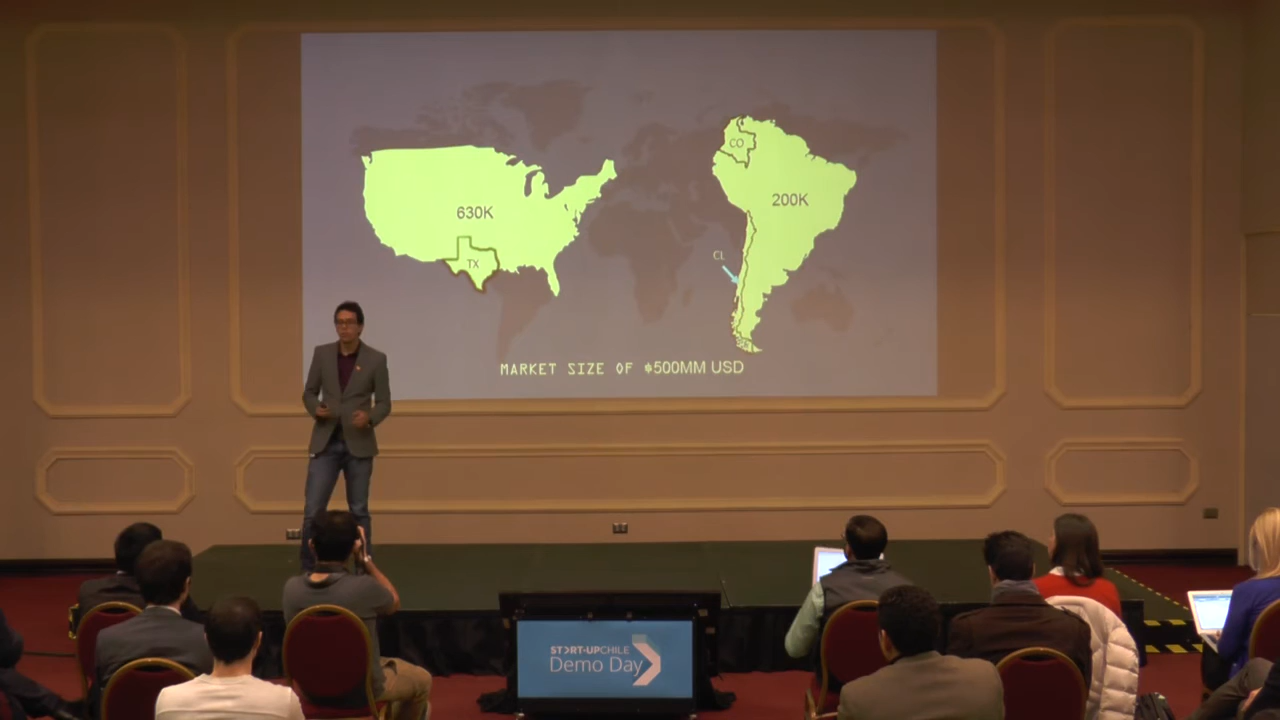 CO
630K
200K
TX
CL
MARKET SIZE OF $500MM USD
START-UPCHILE
Demo Day